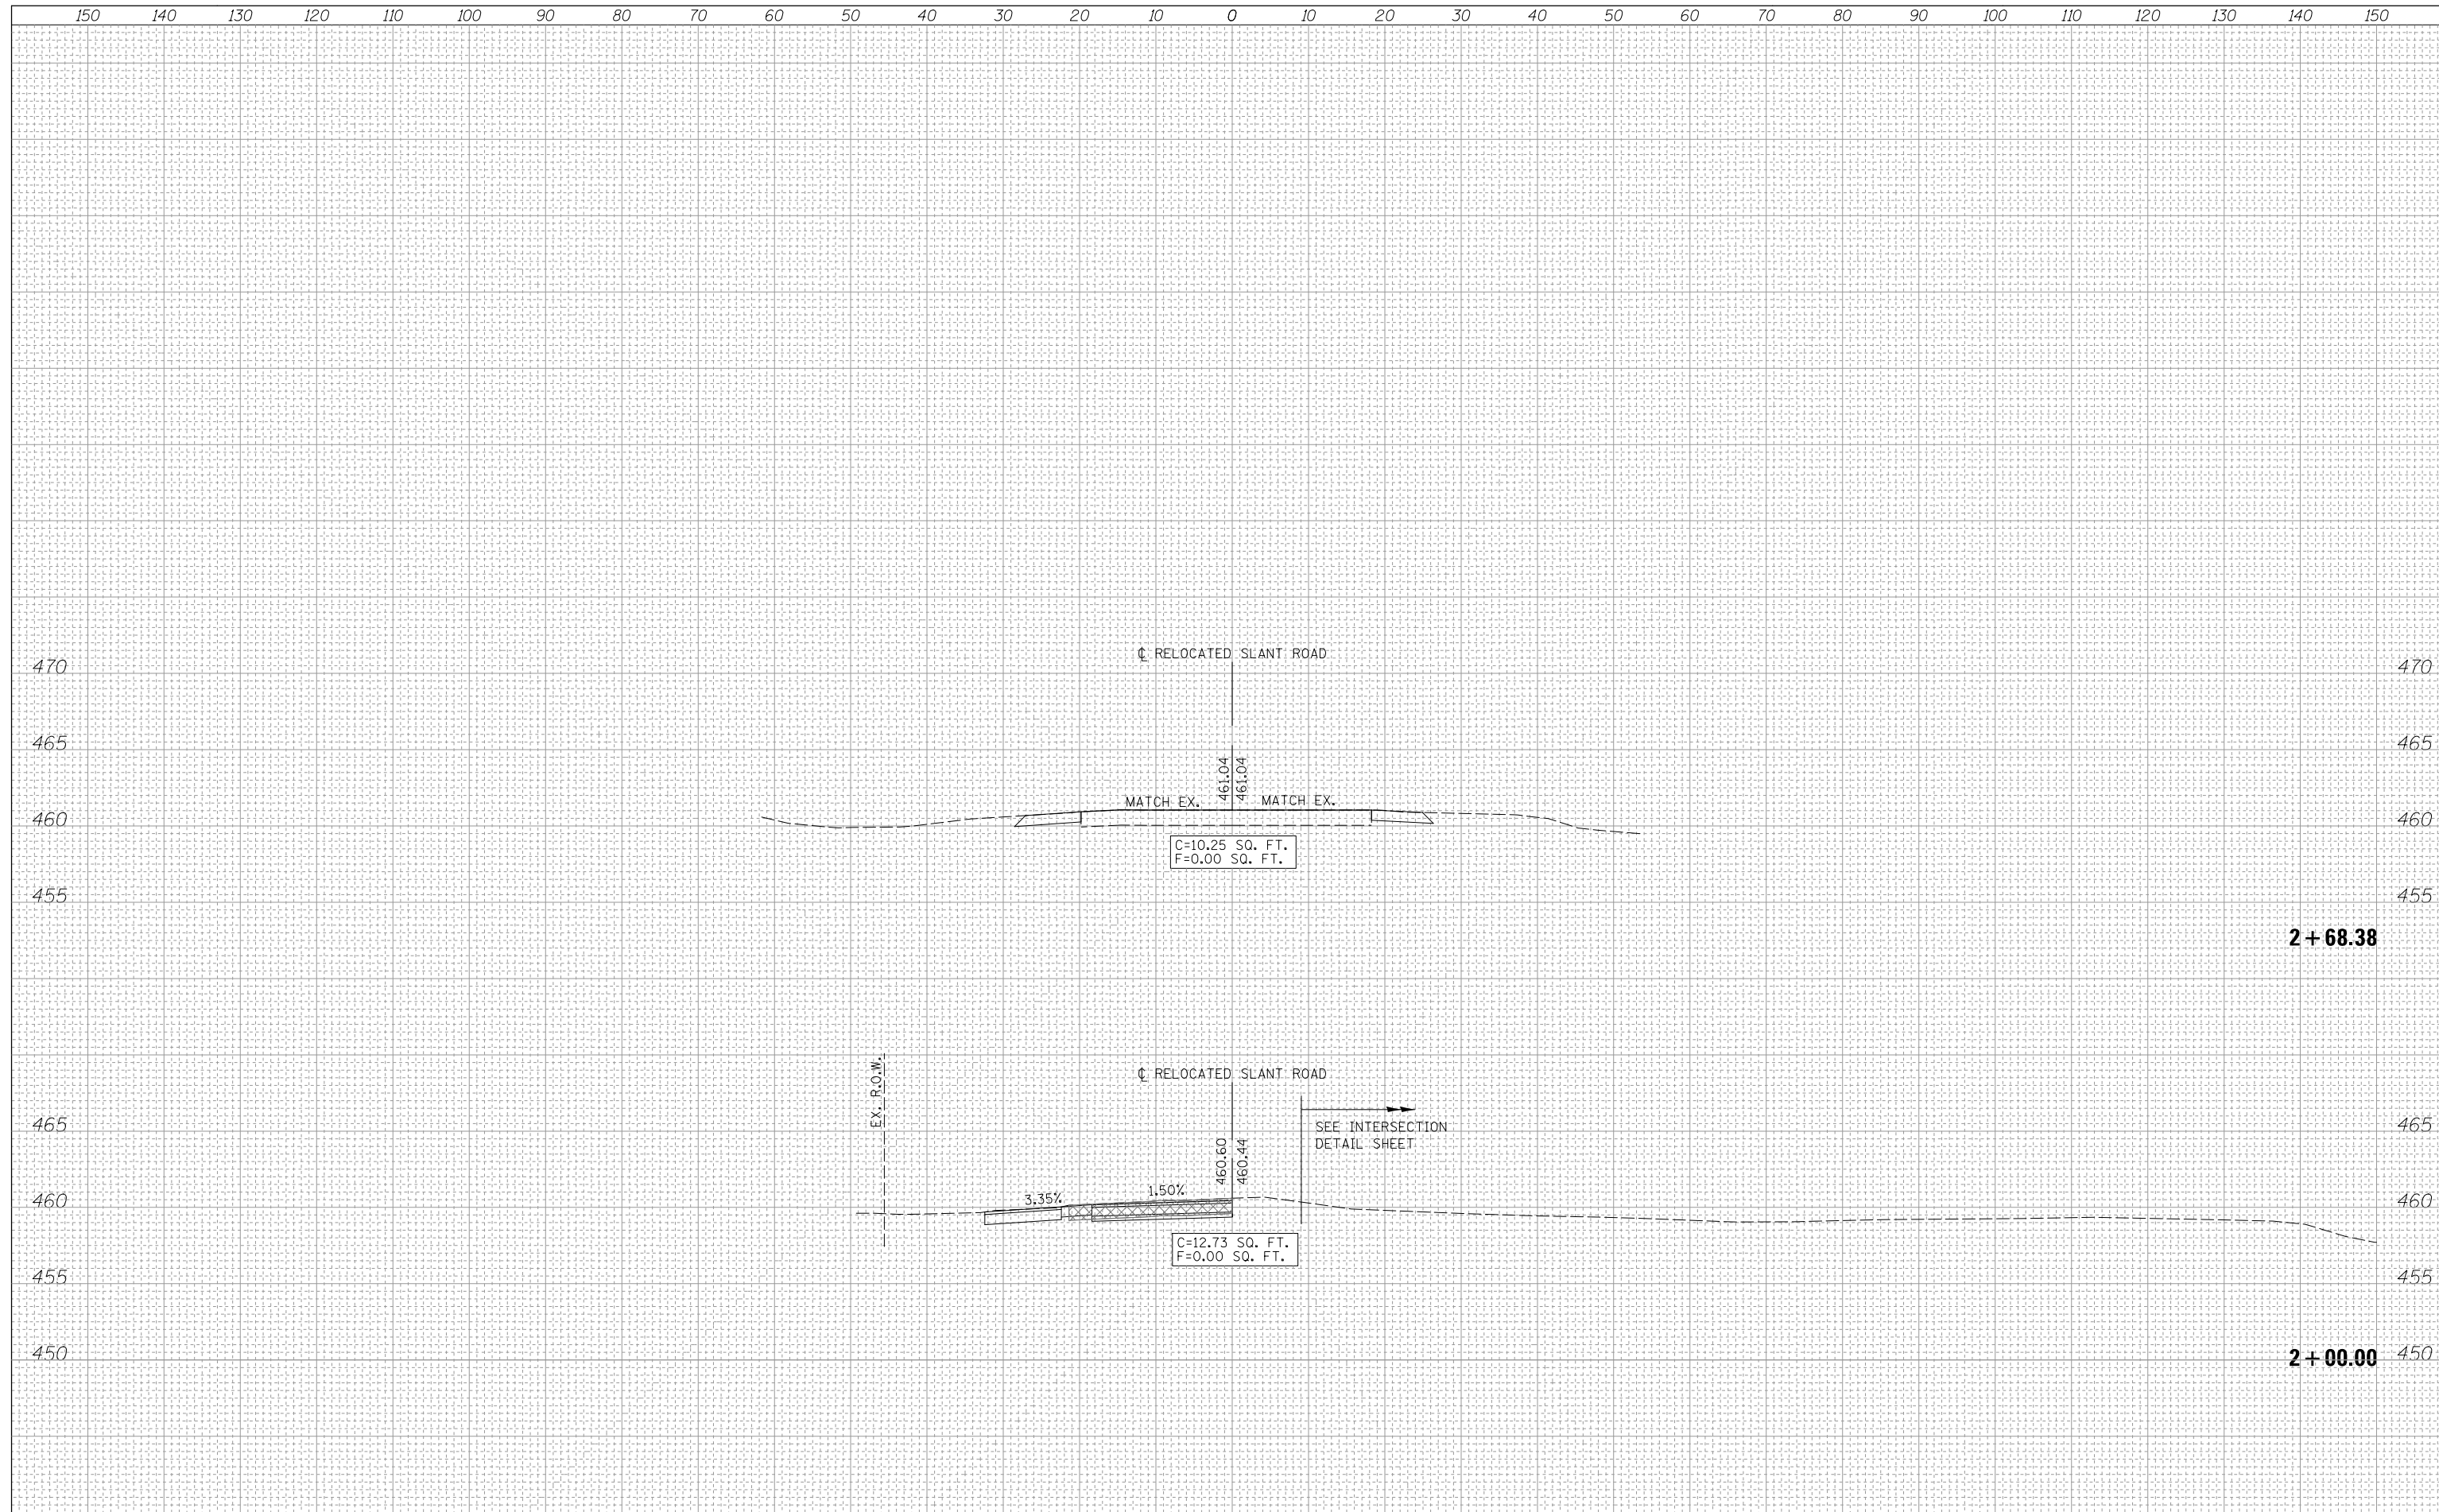 150 140 130 120 110 100 90 80 70 60 50 40 30 20 10 0 10 20 30 40 50 60 70 80 90 100 110 120 130 140 150
℄ RELOCATED SLANT ROAD
470 470
465 465
461.04 461.04
MATCH EX. MATCH EX.
460 460
C=10.25 SQ. FT.
F=0.00 SQ. FT.
455 455
2+68.38
EX. R.O.W.
℄ RELOCATED SLANT ROAD
465 465
SEE INTERSECTION
DETAIL SHEET
460.60 460.44
3.35% 1.50%
460 460
C=12.73 SQ. FT.
F=0.00 SQ. FT.
455 455
450 450
2+00.00